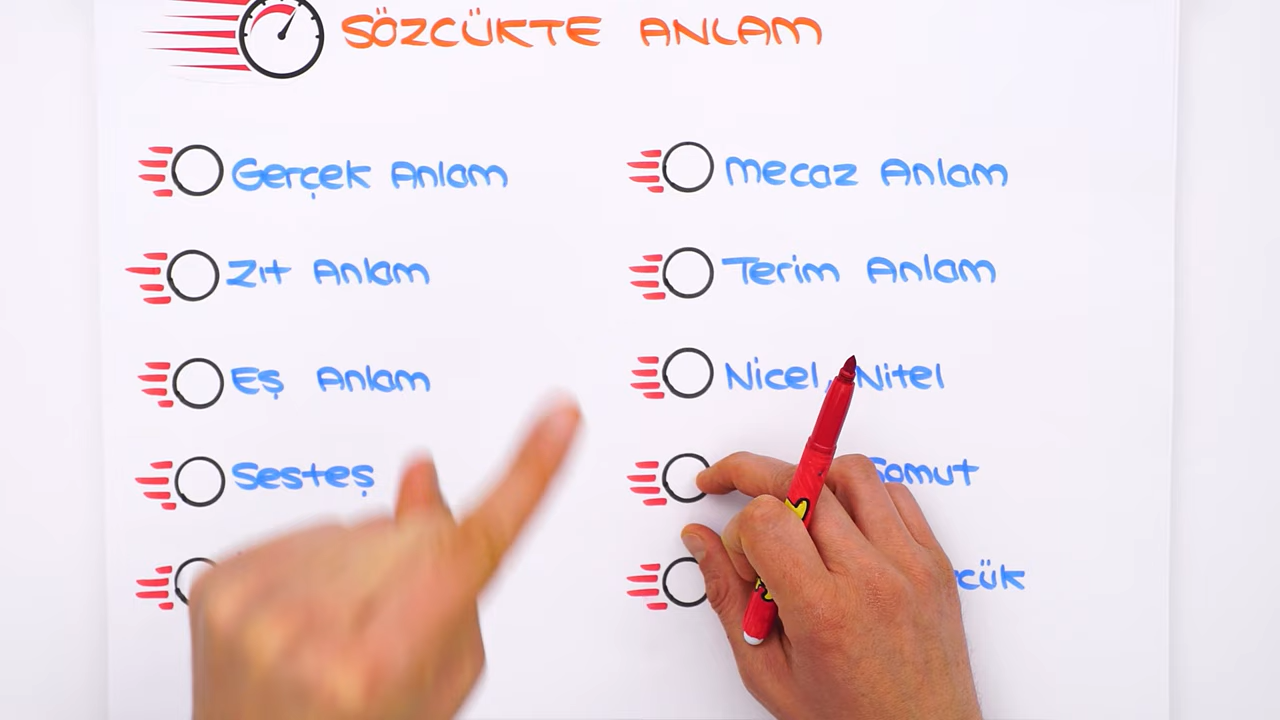 SÖZCÜKTE ANLAM
Gerçek Anlam
Mecaz Anlam
Zıt Anlam
Terim Anlam
Eş Anlam
Nicel, Nitel
Sesteş
Somut